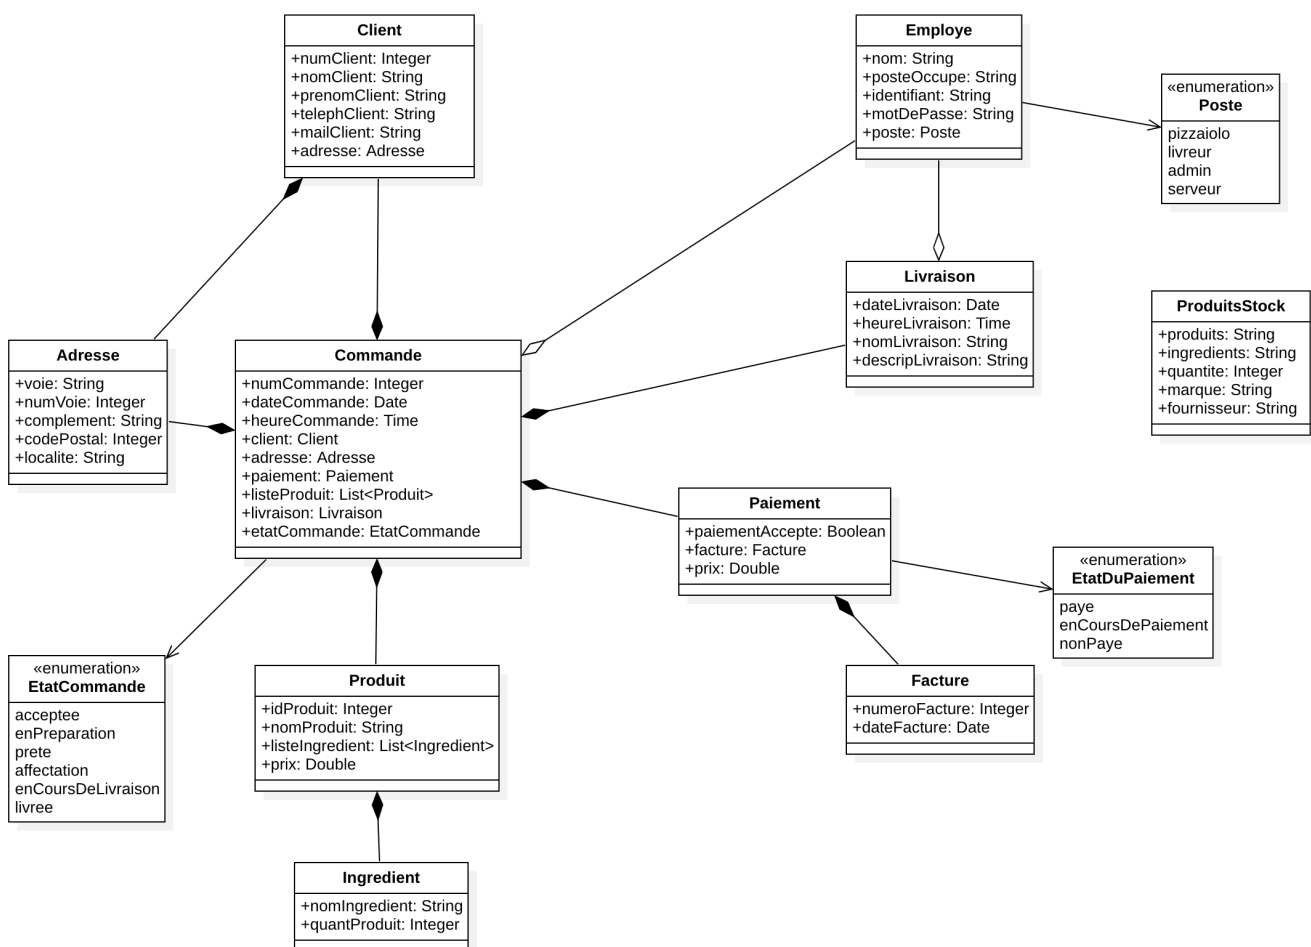 Client
+numClient: Integer
+nomClient: String
+prenomClient: String
+telephClient: String
+mailClient: String
+adresse: Adresse
Employe
+nom: String
+posteOccupe: String
+identifiant: String
+motDePasse: String
+poste: Poste
«enumeration»
Poste
pizzaiolo
livreur
admin
serveur
Livraison
+dateLivraison: Date
+heureLivraison: Time
+nomLivraison: String
+descripLivraison: String
ProduitsStock
+produits: String
+ingredients: String
+quantite: Integer
+marque: String
+fournisseur: String
Adresse
+voie: String
+numVoie: Integer
+complement: String
+codePostal: Integer
+localite: String
Commande
+numCommande: Integer
+dateCommande: Date
+heureCommande: Time
+client: Client
+adresse: Adresse
+paiement: Paiement
+listeProduit: List<Produit>
+livraison: Livraison
+etatCommande: EtatCommande
Paiement
+paiementAccepte: Boolean
+facture: Facture
+prix: Double
«enumeration»
EtatDuPaiement
paye
enCoursDePaiement
nonPaye
«enumeration»
EtatCommande
acceptee
enPreparation
prete
affectation
enCoursDeLivraison
livree
Produit
+idProduit: Integer
+nomProduit: String
+listeIngredient: List<Ingredient>
+prix: Double
Facture
+numeroFacture: Integer
+dateFacture: Date
Ingredient
+nomIngredient: String
+quantProduit: Integer